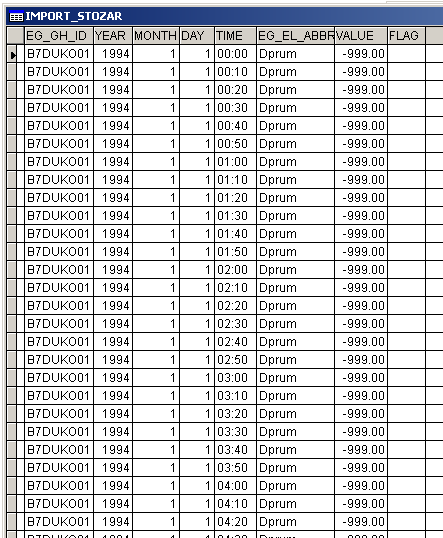 IMPORT_STOZAR
EG_GH_ID YEAR MONTH DAY TIME EG_EL_ABBR VALUE FLAG
B7DUKO01 1994 1 1 00:00 Dprum -999.00
B7DUKO01 1994 1 1 00:10 Dprum -999.00
B7DUKO01 1994 1 1 00:20 Dprum -999.00
B7DUKO01 1994 1 1 00:30 Dprum -999.00
B7DUKO01 1994 1 1 00:40 Dprum -999.00
B7DUKO01 1994 1 1 00:50 Dprum -999.00
B7DUKO01 1994 1 1 01:00 Dprum -999.00
B7DUKO01 1994 1 1 01:10 Dprum -999.00
B7DUKO01 1994 1 1 01:20 Dprum -999.00
B7DUKO01 1994 1 1 01:30 Dprum -999.00
B7DUKO01 1994 1 1 01:40 Dprum -999.00
B7DUKO01 1994 1 1 01:50 Dprum -999.00
B7DUKO01 1994 1 1 02:00 Dprum -999.00
B7DUKO01 1994 1 1 02:10 Dprum -999.00
B7DUKO01 1994 1 1 02:20 Dprum -999.00
B7DUKO01 1994 1 1 02:30 Dprum -999.00
B7DUKO01 1994 1 1 02:40 Dprum -999.00
B7DUKO01 1994 1 1 02:50 Dprum -999.00
B7DUKO01 1994 1 1 03:00 Dprum -999.00
B7DUKO01 1994 1 1 03:10 Dprum -999.00
B7DUKO01 1994 1 1 03:20 Dprum -999.00
B7DUKO01 1994 1 1 03:30 Dprum -999.00
B7DUKO01 1994 1 1 03:40 Dprum -999.00
B7DUKO01 1994 1 1 03:50 Dprum -999.00
B7DUKO01 1994 1 1 04:00 Dprum -999.00
B7DUKO01 1994 1 1 04:10 Dprum -999.00
B7DUKO01 1994 1 1 04:20 Dprum -999.00